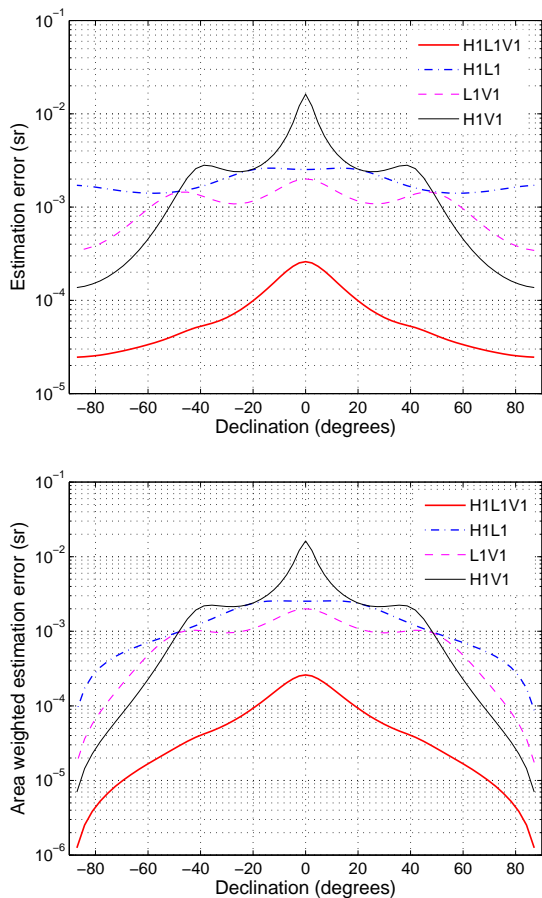 10⁻¹
10⁻²
10⁻³
10⁻⁴
10⁻⁵
Estimation error (sr)
H1L1V1
H1L1
L1V1
H1V1
−80 −60 −40 −20 0 20 40 60 80
Declination (degrees)
10⁻¹
10⁻²
10⁻³
10⁻⁴
10⁻⁵
10⁻⁶
Area weighted estimation error (sr)
H1L1V1
H1L1
L1V1
H1V1
−80 −60 −40 −20 0 20 40 60 80
Declination (degrees)